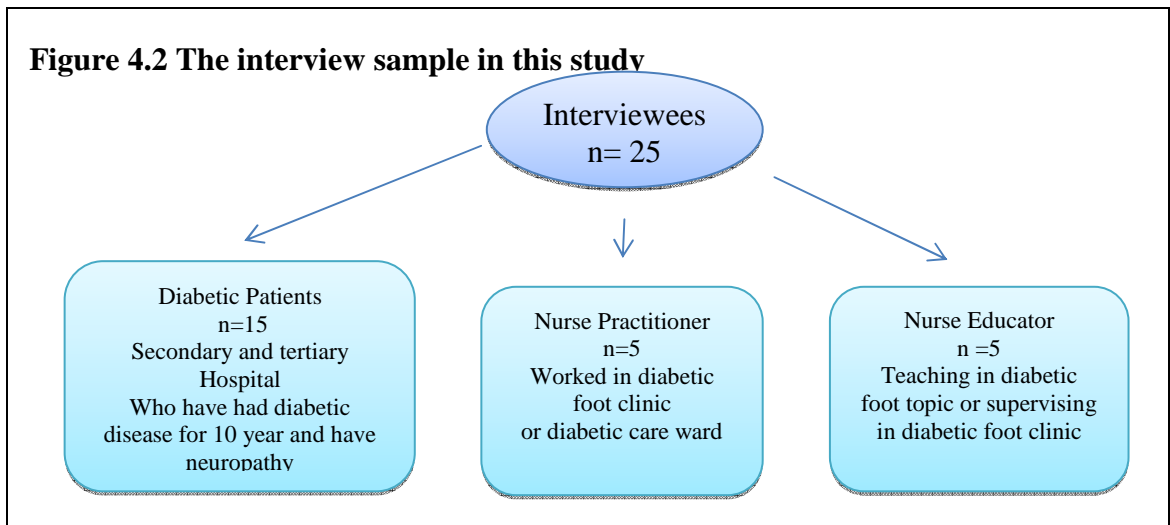 Figure 4.2 The interview sample in this study
Interviewees
n= 25
Diabetic Patients
n=15
Secondary and tertiary
Hospital
Who have had diabetic
disease for 10 year and have
neuropathy
Nurse Practitioner
n=5
Worked in diabetic
foot clinic
or diabetic care ward
Nurse Educator
n =5
Teaching in diabetic
foot topic or supervising
in diabetic foot clinic